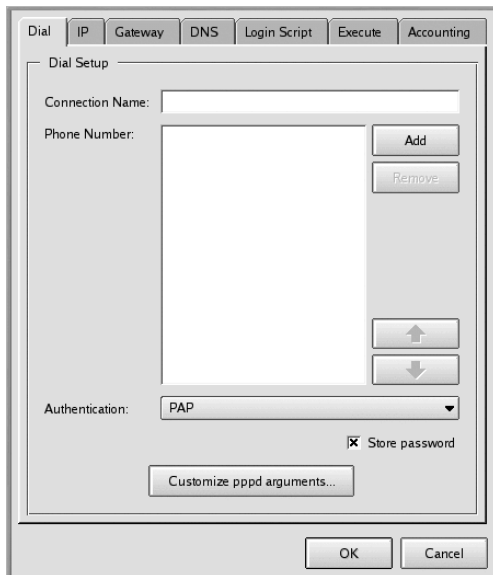 Dial IP Gateway DNS Login Script Execute Accounting
Dial Setup
Connection Name:
Phone Number:
Add
Remove
Authentication: PAP
Store password
Customize pppd arguments...
OK Cancel